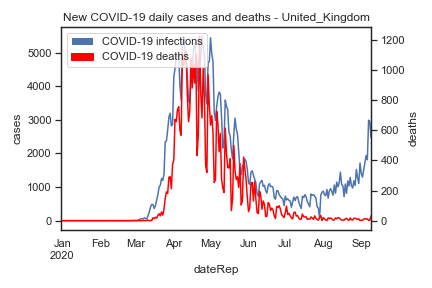 New COVID-19 daily cases and deaths - United_Kingdom
COVID-19 infections
COVID-19 deaths
5000
4000
3000
2000
1000
0
cases
1200
1000
800
600
400
200
0
deaths
Jan Feb Mar Apr May Jun Jul Aug Sep
2020
dateRep